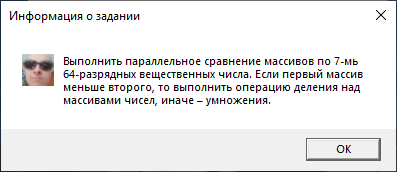 Информация о задании
Выполнить параллельное сравнение массивов по 7-мь
64-разрядных вещественных числа. Если первый массив
меньше второго, то выполнить операцию деления над
массивами чисел, иначе – умножения.
OK